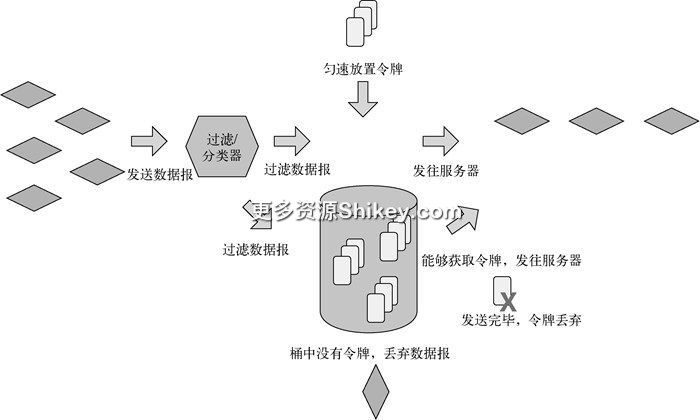 匀速放置令牌
过滤/
分类器
发送数据报
过滤数据报
发往服务器
更多资源Shikey.com
过滤数据报
能够获取令牌，发往服务器
X
发送完毕，令牌丢弃
桶中没有令牌，丢弃数据报